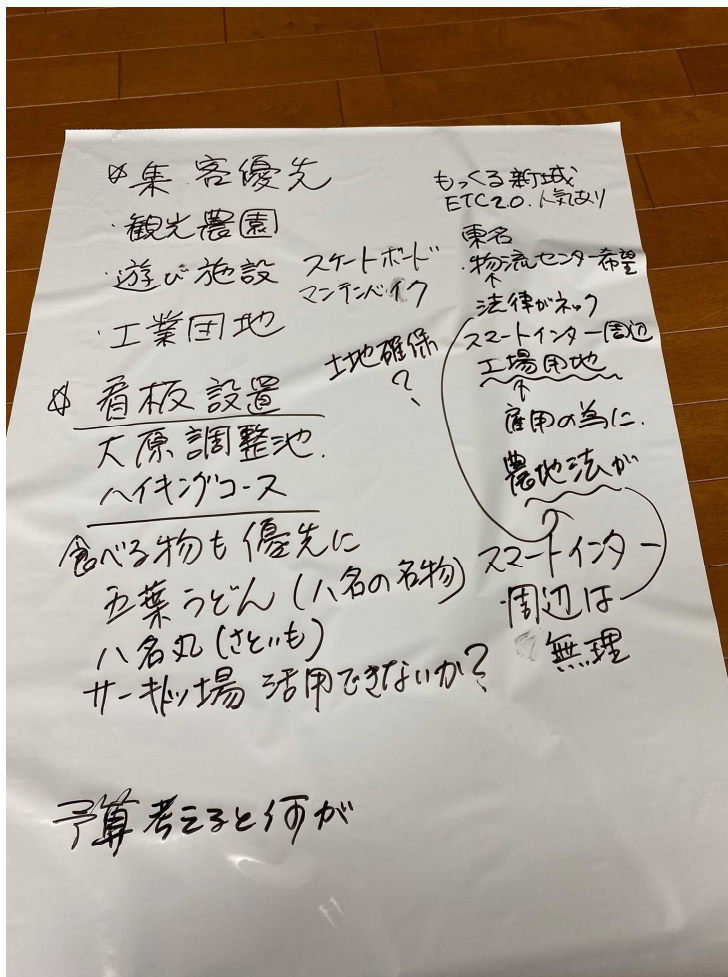 ☆集客優先
・観光農園
・遊び施設
スケートボード
マンテンバイク
・工業団地
土地確保
?
☆看板設置
大原調整池.
ハイキングコース
食べる物も優先に
五葉うどん(八名の名物)
八名丸(さといも)
サーキット場 活用できないか?
予算考えると何が
もっくる新城
ETC2.0.人気あり
東名
・物流センター希望
↑
法律がネック
スマートインター周辺
工場用地
↑
雇用の為に.
農地法が
スマートインター
周辺は
無理